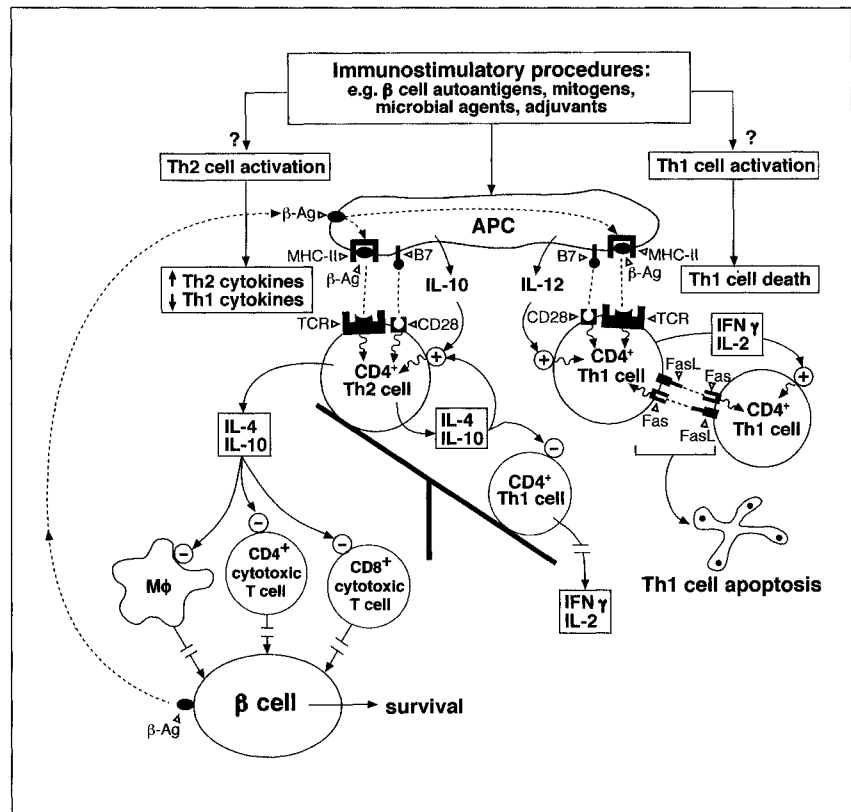 Immunostimulatory procedures:
e.g. β cell autoantigens, mitogens,
microbial agents, adjuvants
?
?
Th2 cell activation
Th1 cell activation
β-Ag
APC
MHC-II
B7
B7
MHC-II
β-Ag
β-Ag
IL-10
IL-12
↑ Th2 cytokines
↓ Th1 cytokines
Th1 cell death
TCR
CD28
CD28
TCR
IFN γ
IL-2
+
+
+
CD4+
Th2 cell
CD4+
Th1 cell
FasL
Fas
Fas
FasL
CD4+
Th1 cell
IL-4
IL-10
IL-4
IL-10
−
CD4+
Th1 cell
−
−
−
Mϕ
CD4+
cytotoxic
T cell
CD8+
cytotoxic
T cell
Th1 cell apoptosis
IFN γ
IL-2
β cell
survival
β-Ag